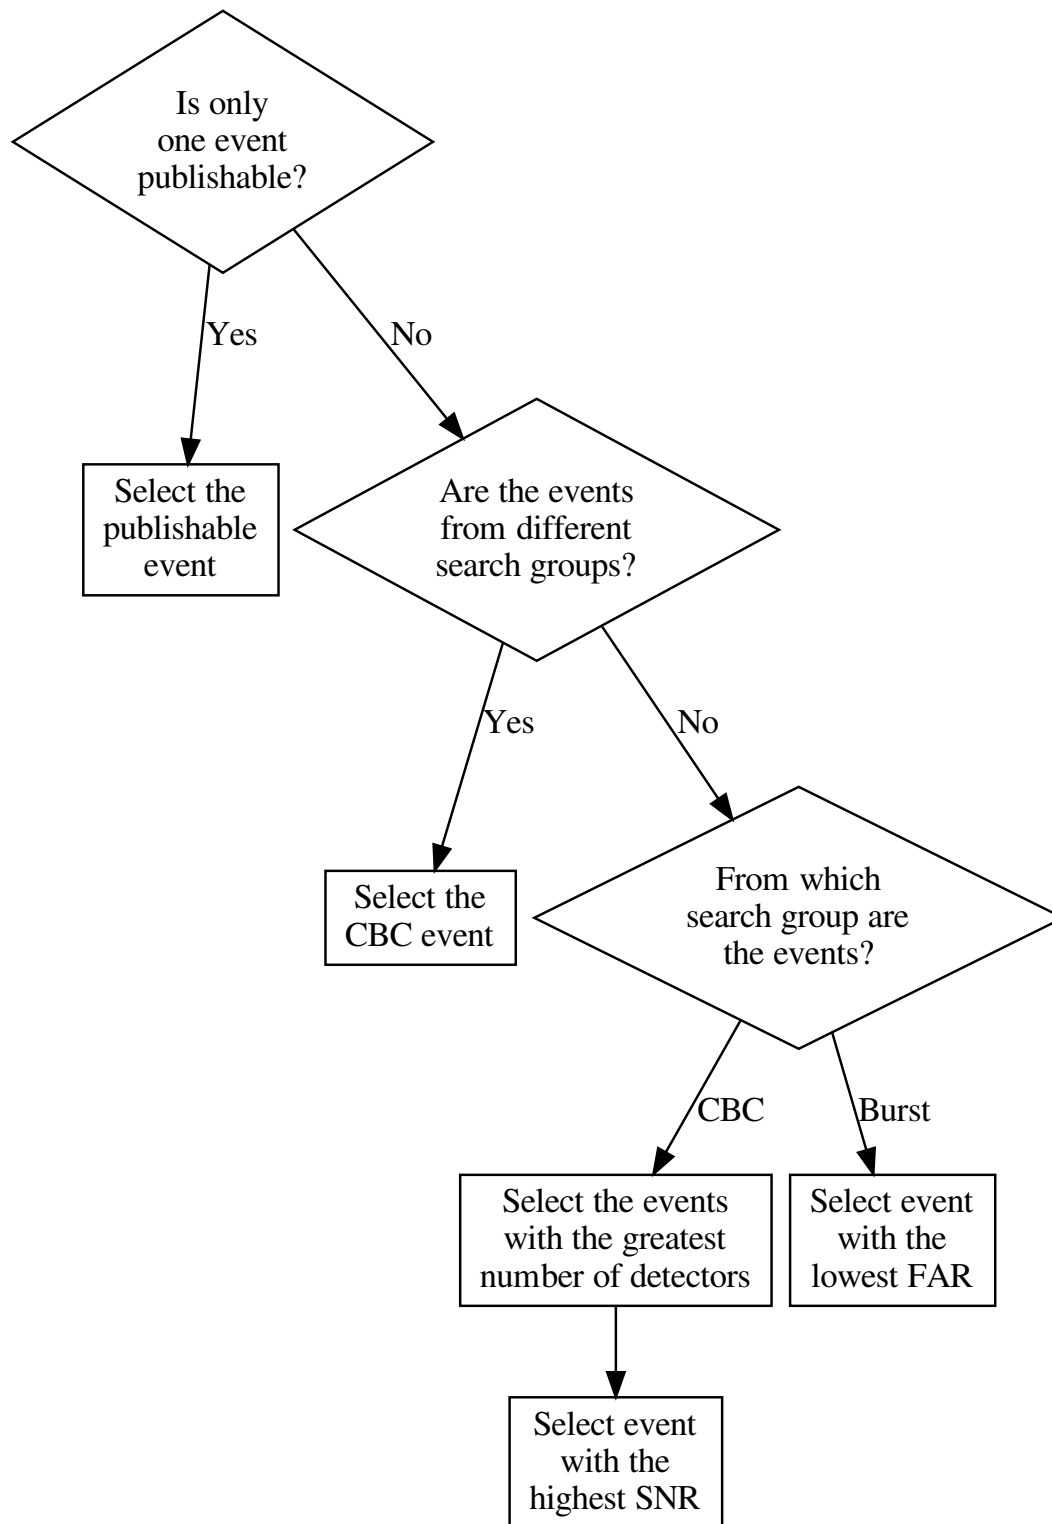 Is only
one event
publishable?
Yes
No
Select the
publishable
event
Are the events
from different
search groups?
Yes
No
Select the
CBC event
From which
search group are
the events?
CBC
Burst
Select the events
with the greatest
number of detectors
Select event
with the
lowest FAR
Select event
with the
highest SNR